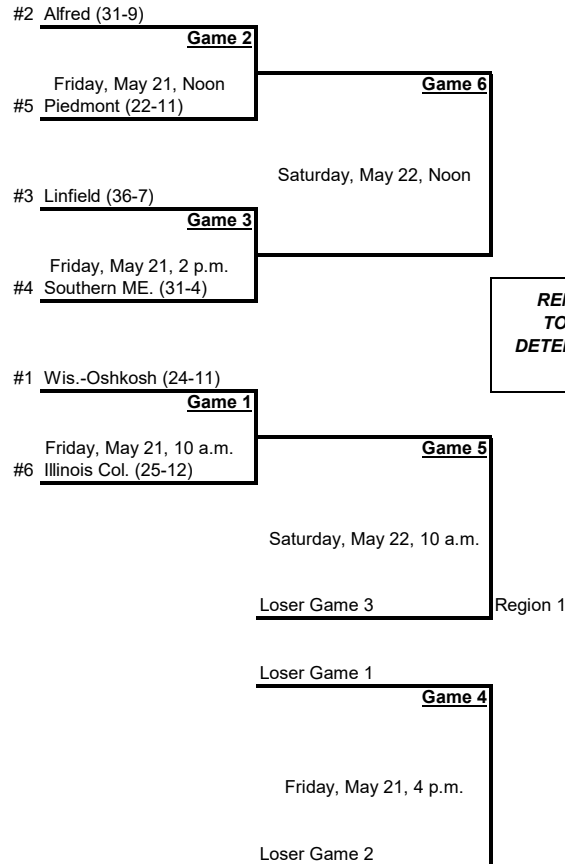 #2 Alfred (31-9)
Game 2
Friday, May 21, Noon
#5 Piedmont (22-11)
Game 6
Saturday, May 22, Noon
#3 Linfield (36-7)
Game 3
Friday, May 21, 2 p.m.
#4 Southern ME. (31-4)
#1 Wis.-Oshkosh (24-11)
Game 1
Friday, May 21, 10 a.m.
#6 Illinois Col. (25-12)
Game 5
Saturday, May 22, 10 a.m.
Loser Game 3
Region 1
Loser Game 1
Game 4
Friday, May 21, 4 p.m.
Loser Game 2